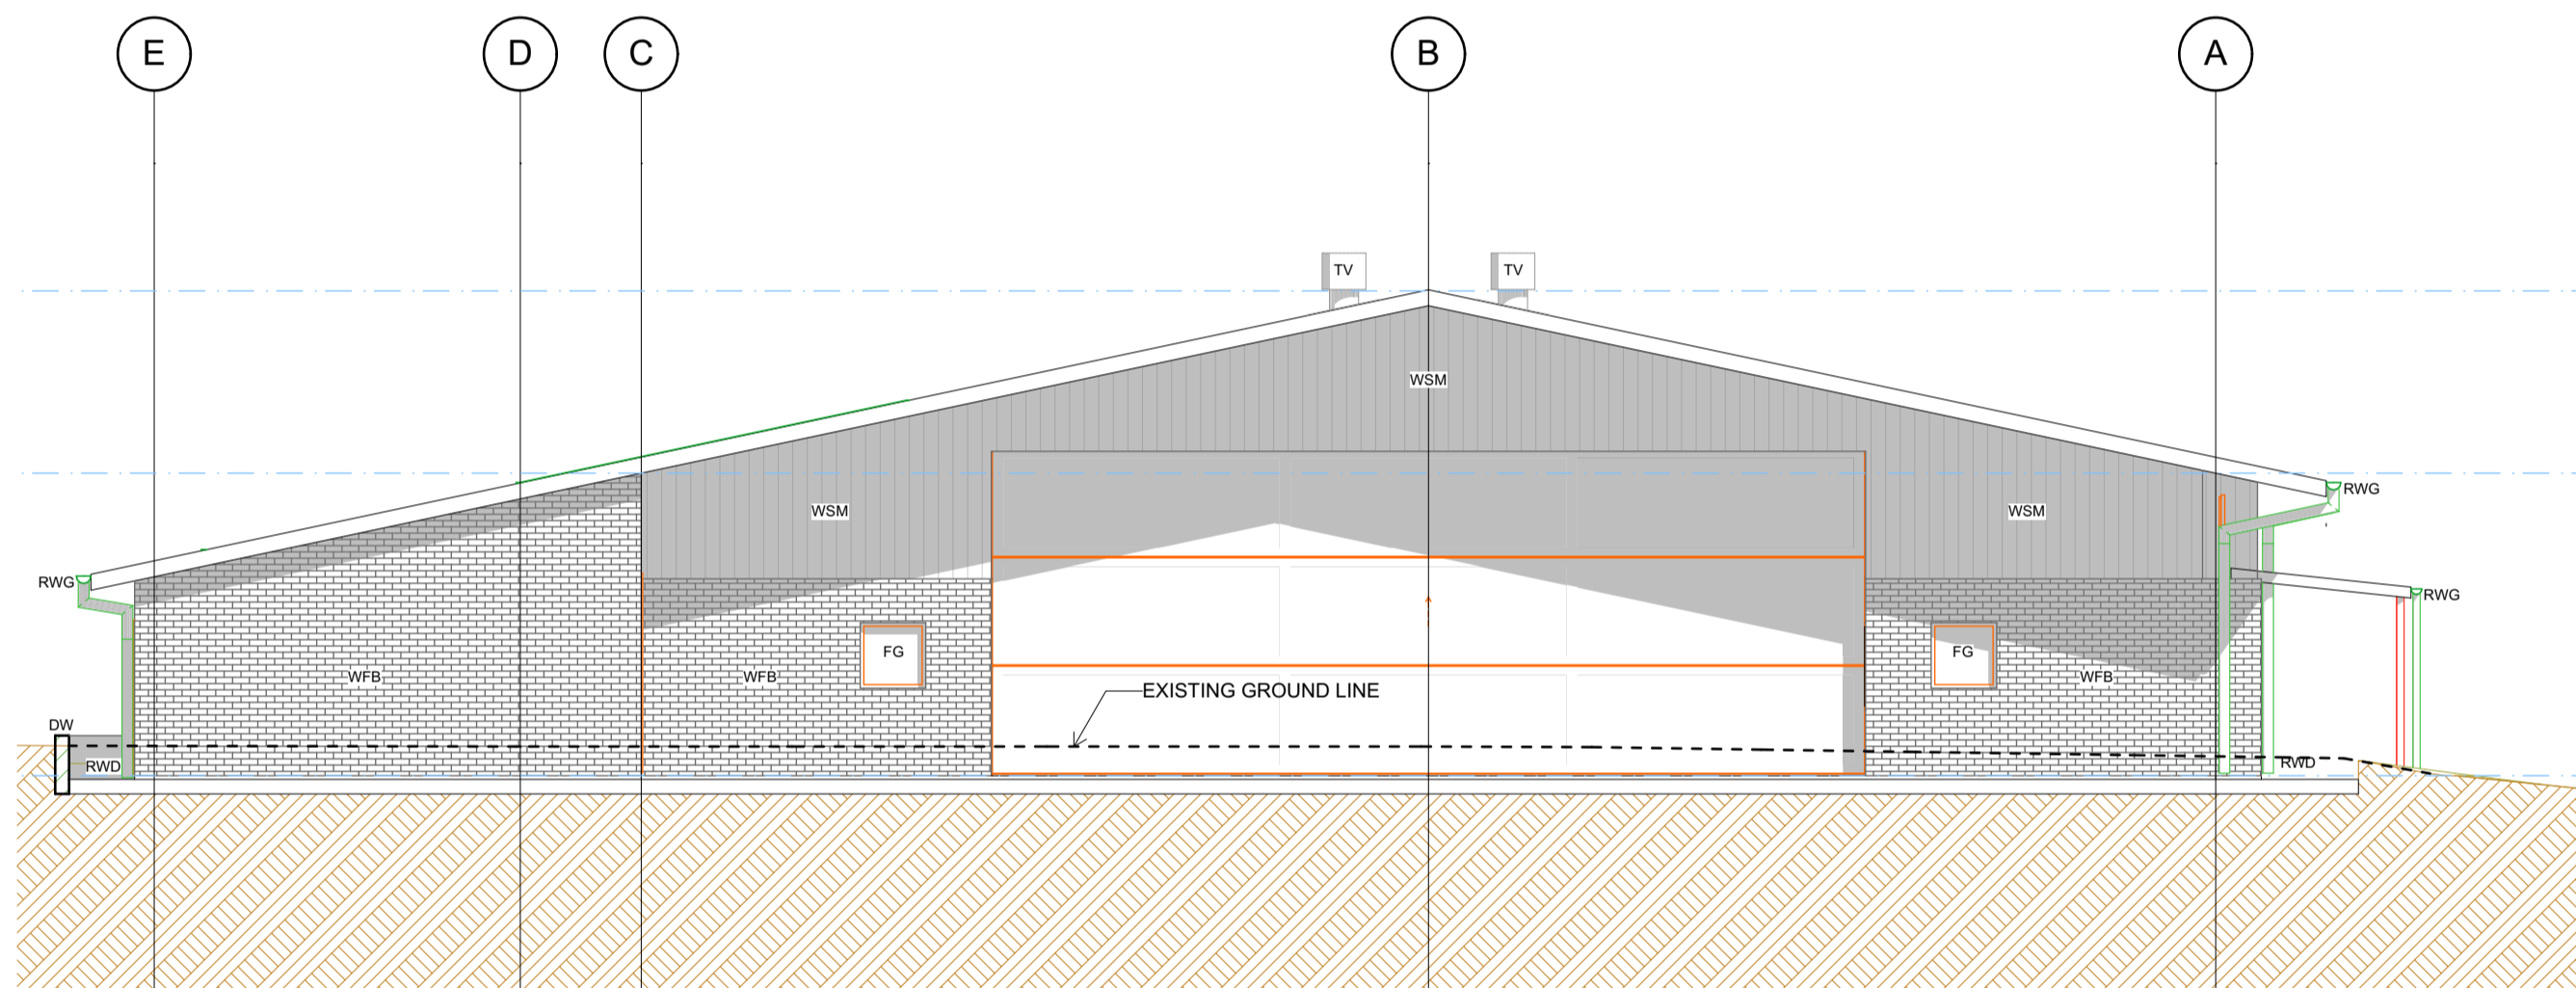 E D C B A
TV TV
WSM
RWG
WSM WSM
RWG
RWG
FG FG
WFB WFB WFB
EXISTING GROUND LINE
DW
RWD RWD